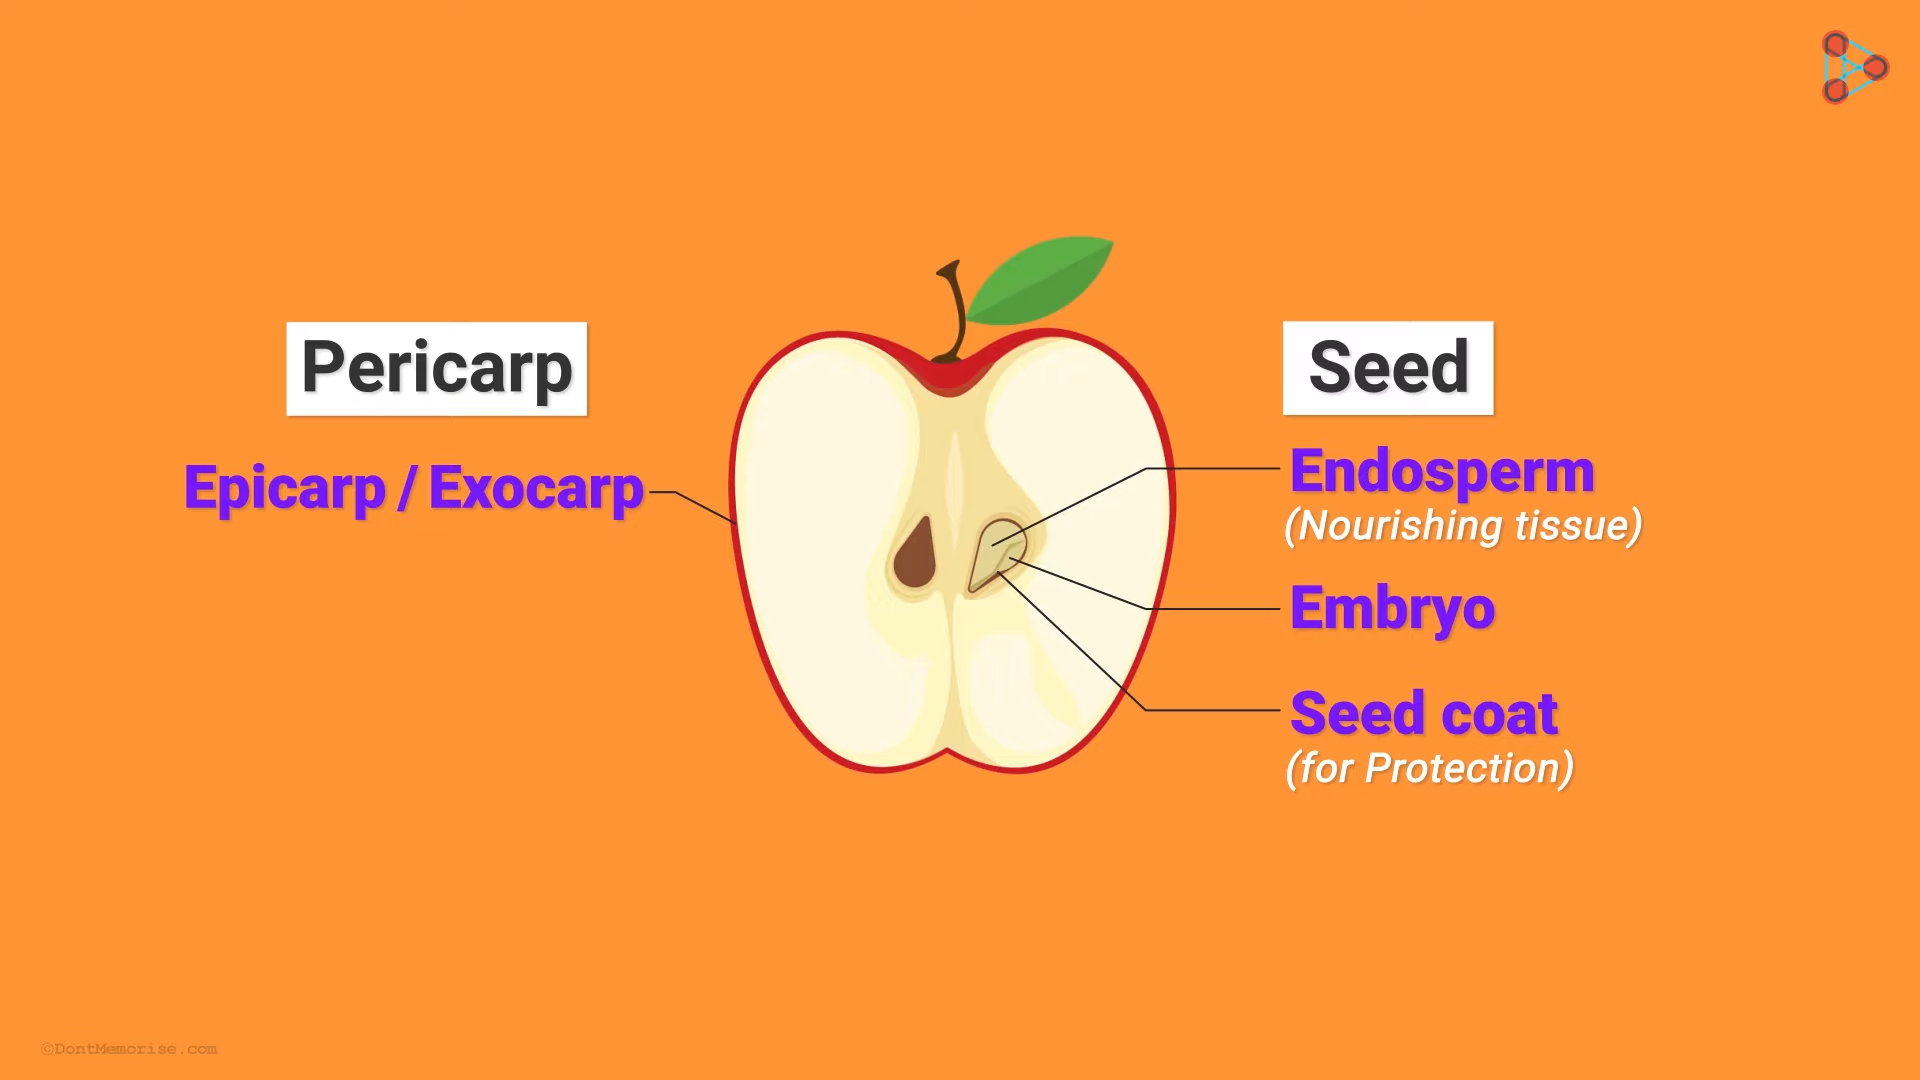 Pericarp
Epicarp / Exocarp
Seed
Endosperm
(Nourishing tissue)
Embryo
Seed coat
(for Protection)
©DontMemorise.com